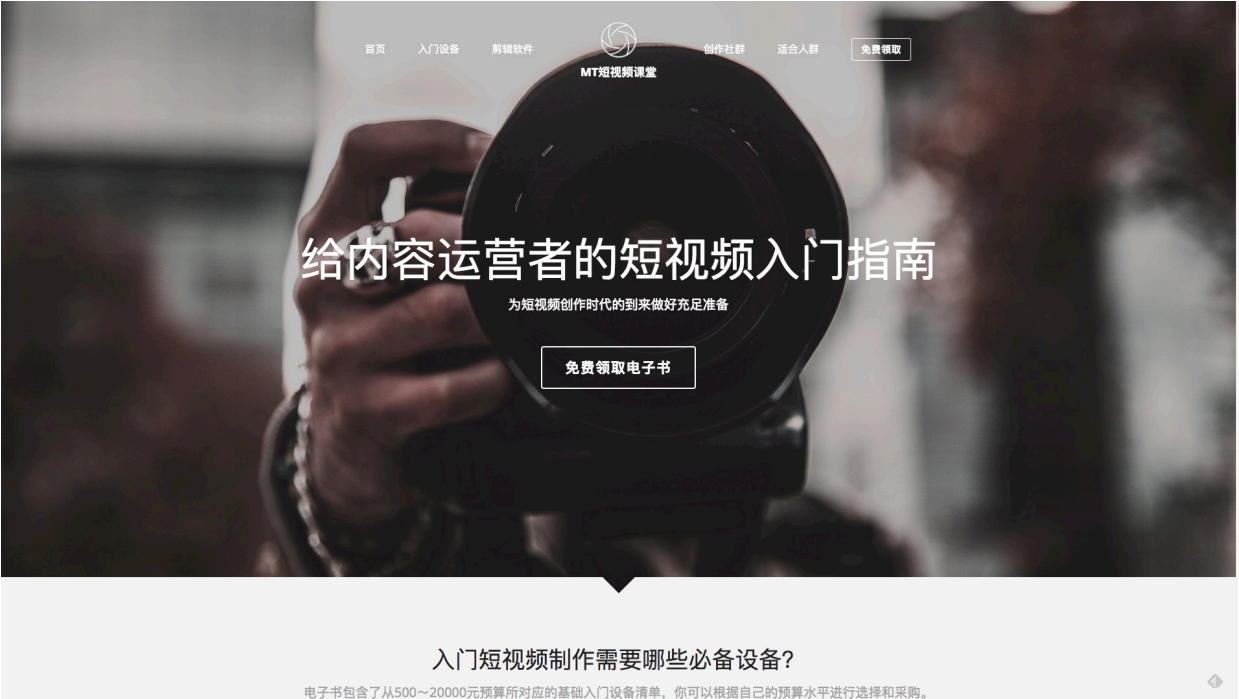 首页 入门设备 剪辑软件 创作社群 适合人群 免费领取
MT短视频课堂
给内容运营者的短视频入门指南
为短视频创作时代的到来做好充足准备
免费领取电子书
入门短视频制作需要哪些必备设备?
电子书包含了从500～20000元预算所对应的基础入门设备清单，你可以根据自己的预算水平进行选择和采购。